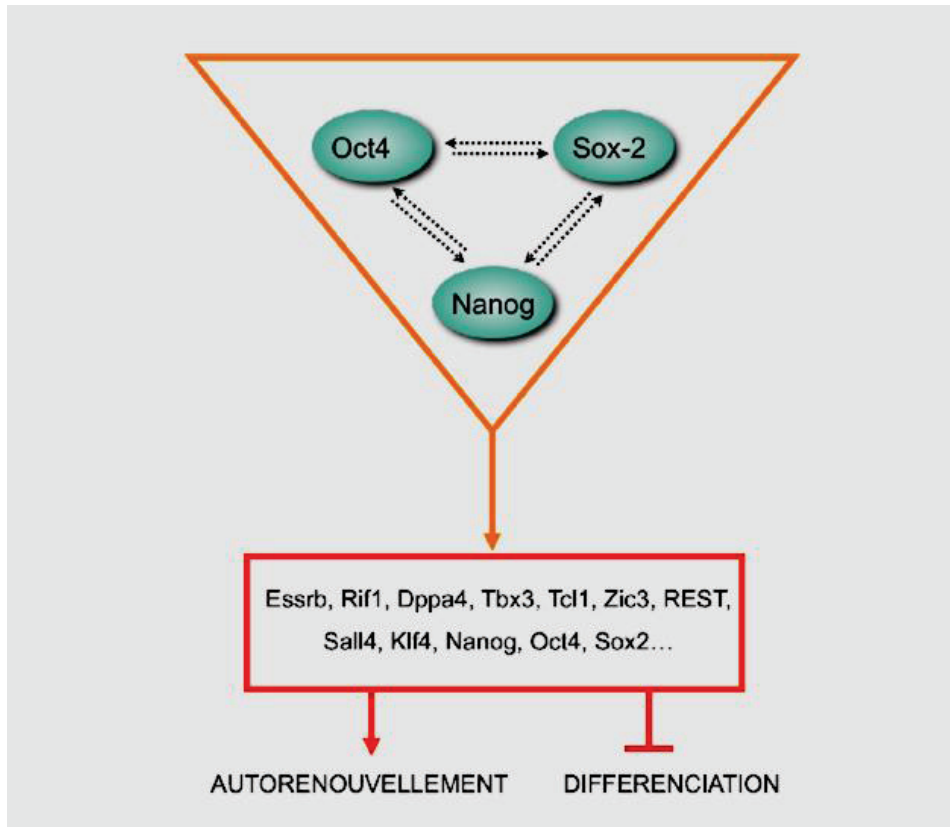 Oct4
Sox-2
Nanog
Essrb, Rif1, Dppa4, Tbx3, Tcl1, Zic3, REST,
Sall4, Klf4, Nanog, Oct4, Sox2...
AUTORENOUVELLEMENT
DIFFERENCIATION